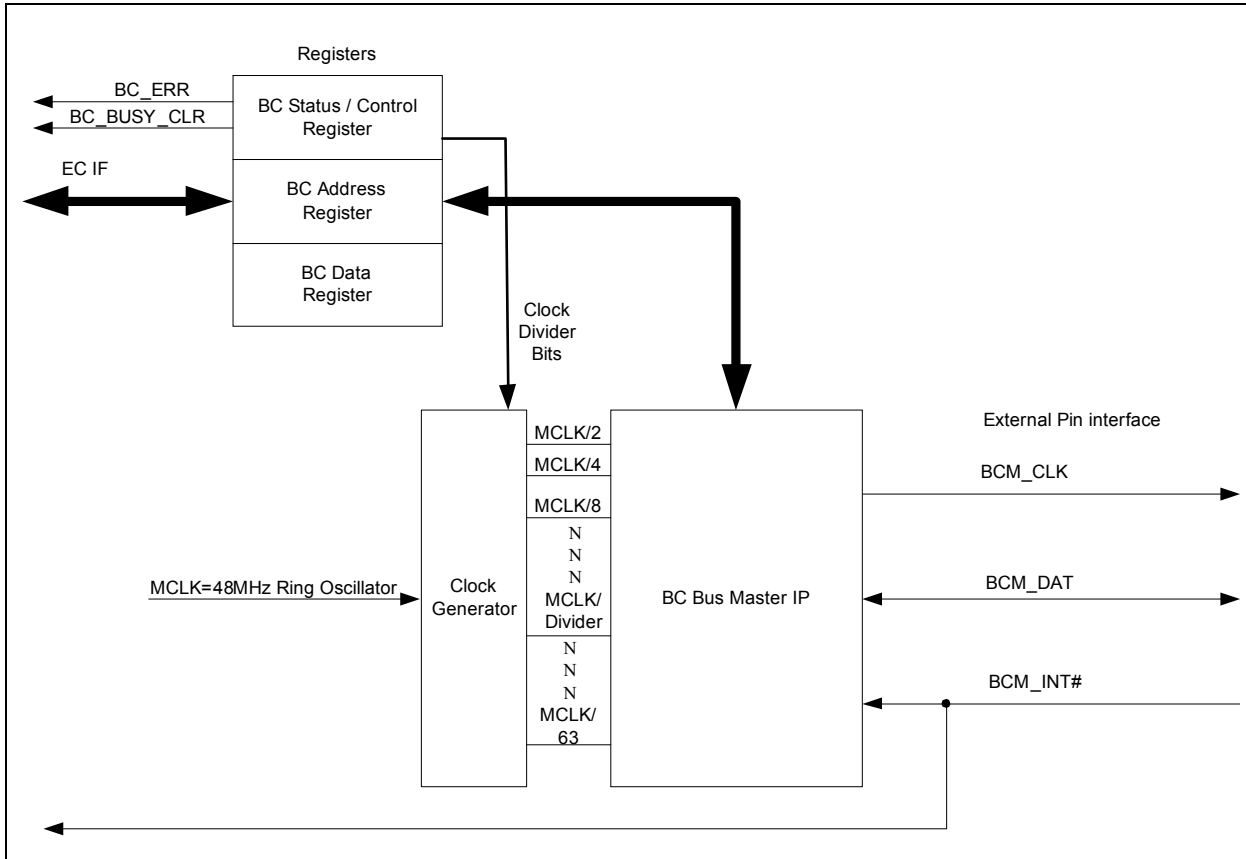 Registers
BC_ERR
BC_BUSY_CLR
EC IF
BC Status / Control
Register
BC Address
Register
BC Data
Register
Clock
Divider
Bits
MCLK/2
MCLK/4
MCLK/8
N
N
N
MCLK/
Divider
N
N
N
MCLK/
63
MCLK=48MHz Ring Oscillator
Clock
Generator
BC Bus Master IP
External Pin interface
BCM_CLK
BCM_DAT
BCM_INT#